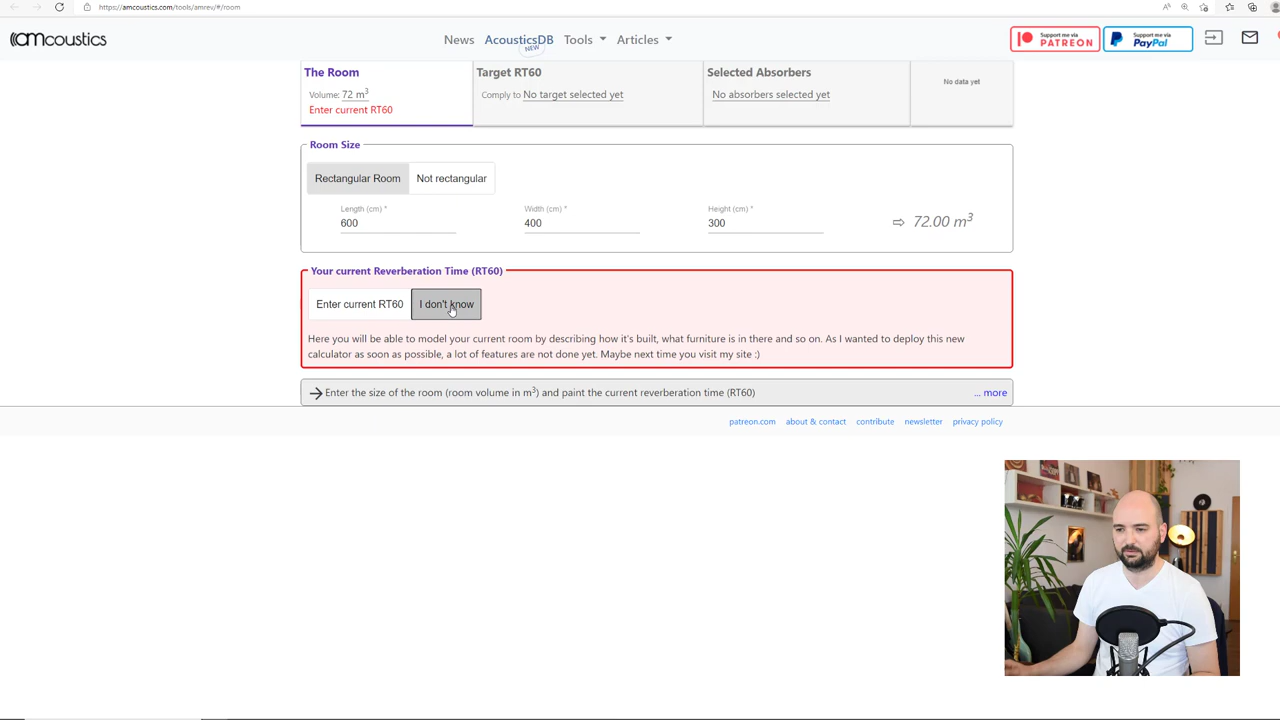 https://amcoustics.com/tools/amrev/#/room
amcoustics
News
AcousticsDB
NEW
Tools
Articles
Support me via
PATREON
Support me via
PayPal
The Room
Volume: 72 m³
Enter current RT60
Target RT60
Comply to No target selected yet
Selected Absorbers
No absorbers selected yet
No data yet
Room Size
Rectangular Room
Not rectangular
Length (cm) *
600
Width (cm) *
400
Height (cm) *
300
⇨ 72.00 m³
Your current Reverberation Time (RT60)
Enter current RT60
I don't know
Here you will be able to model your current room by describing how it's built, what furniture is in there and so on. As I wanted to deploy this new
calculator as soon as possible, a lot of features are not done yet. Maybe next time you visit my site :)
Enter the size of the room (room volume in m³) and paint the current reverberation time (RT60)
... more
patreon.com
about & contact
contribute
newsletter
privacy policy